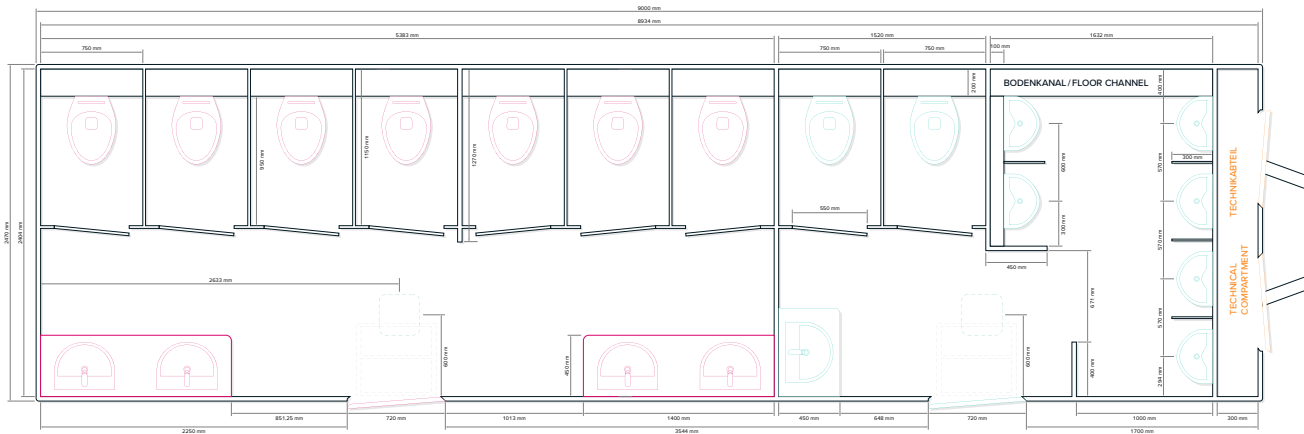 9000 mm
8934 mm
5383 mm
1520 mm
1632 mm
750 mm
750 mm
750 mm
100 mm
BODENKANAL / FLOOR CHANNEL
200 mm
400 mm
950 mm
1150 mm
1270 mm
600 mm
570 mm
300 mm
TECHNIKABTEIL
550 mm
300 mm
2470 mm
2404 mm
570 mm
450 mm
2633 mm
671 mm
TECHNICAL
COMPARTMENT
570 mm
600 mm
450 mm
600 mm
400 mm
294 mm
851,25 mm
720 mm
1013 mm
1400 mm
450 mm
648 mm
720 mm
1000 mm
300 mm
2250 mm
3544 mm
1700 mm